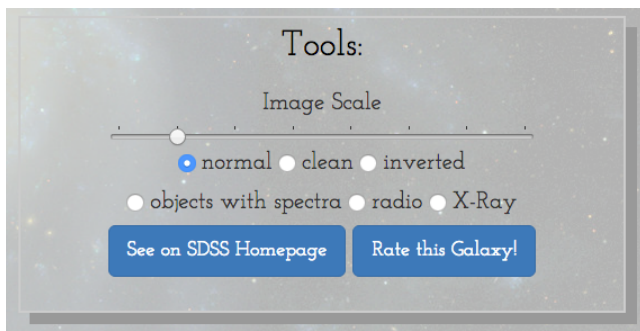 Tools:
Image Scale
normal clean inverted
objects with spectra radio X-Ray
See on SDSS Homepage Rate this Galaxy!